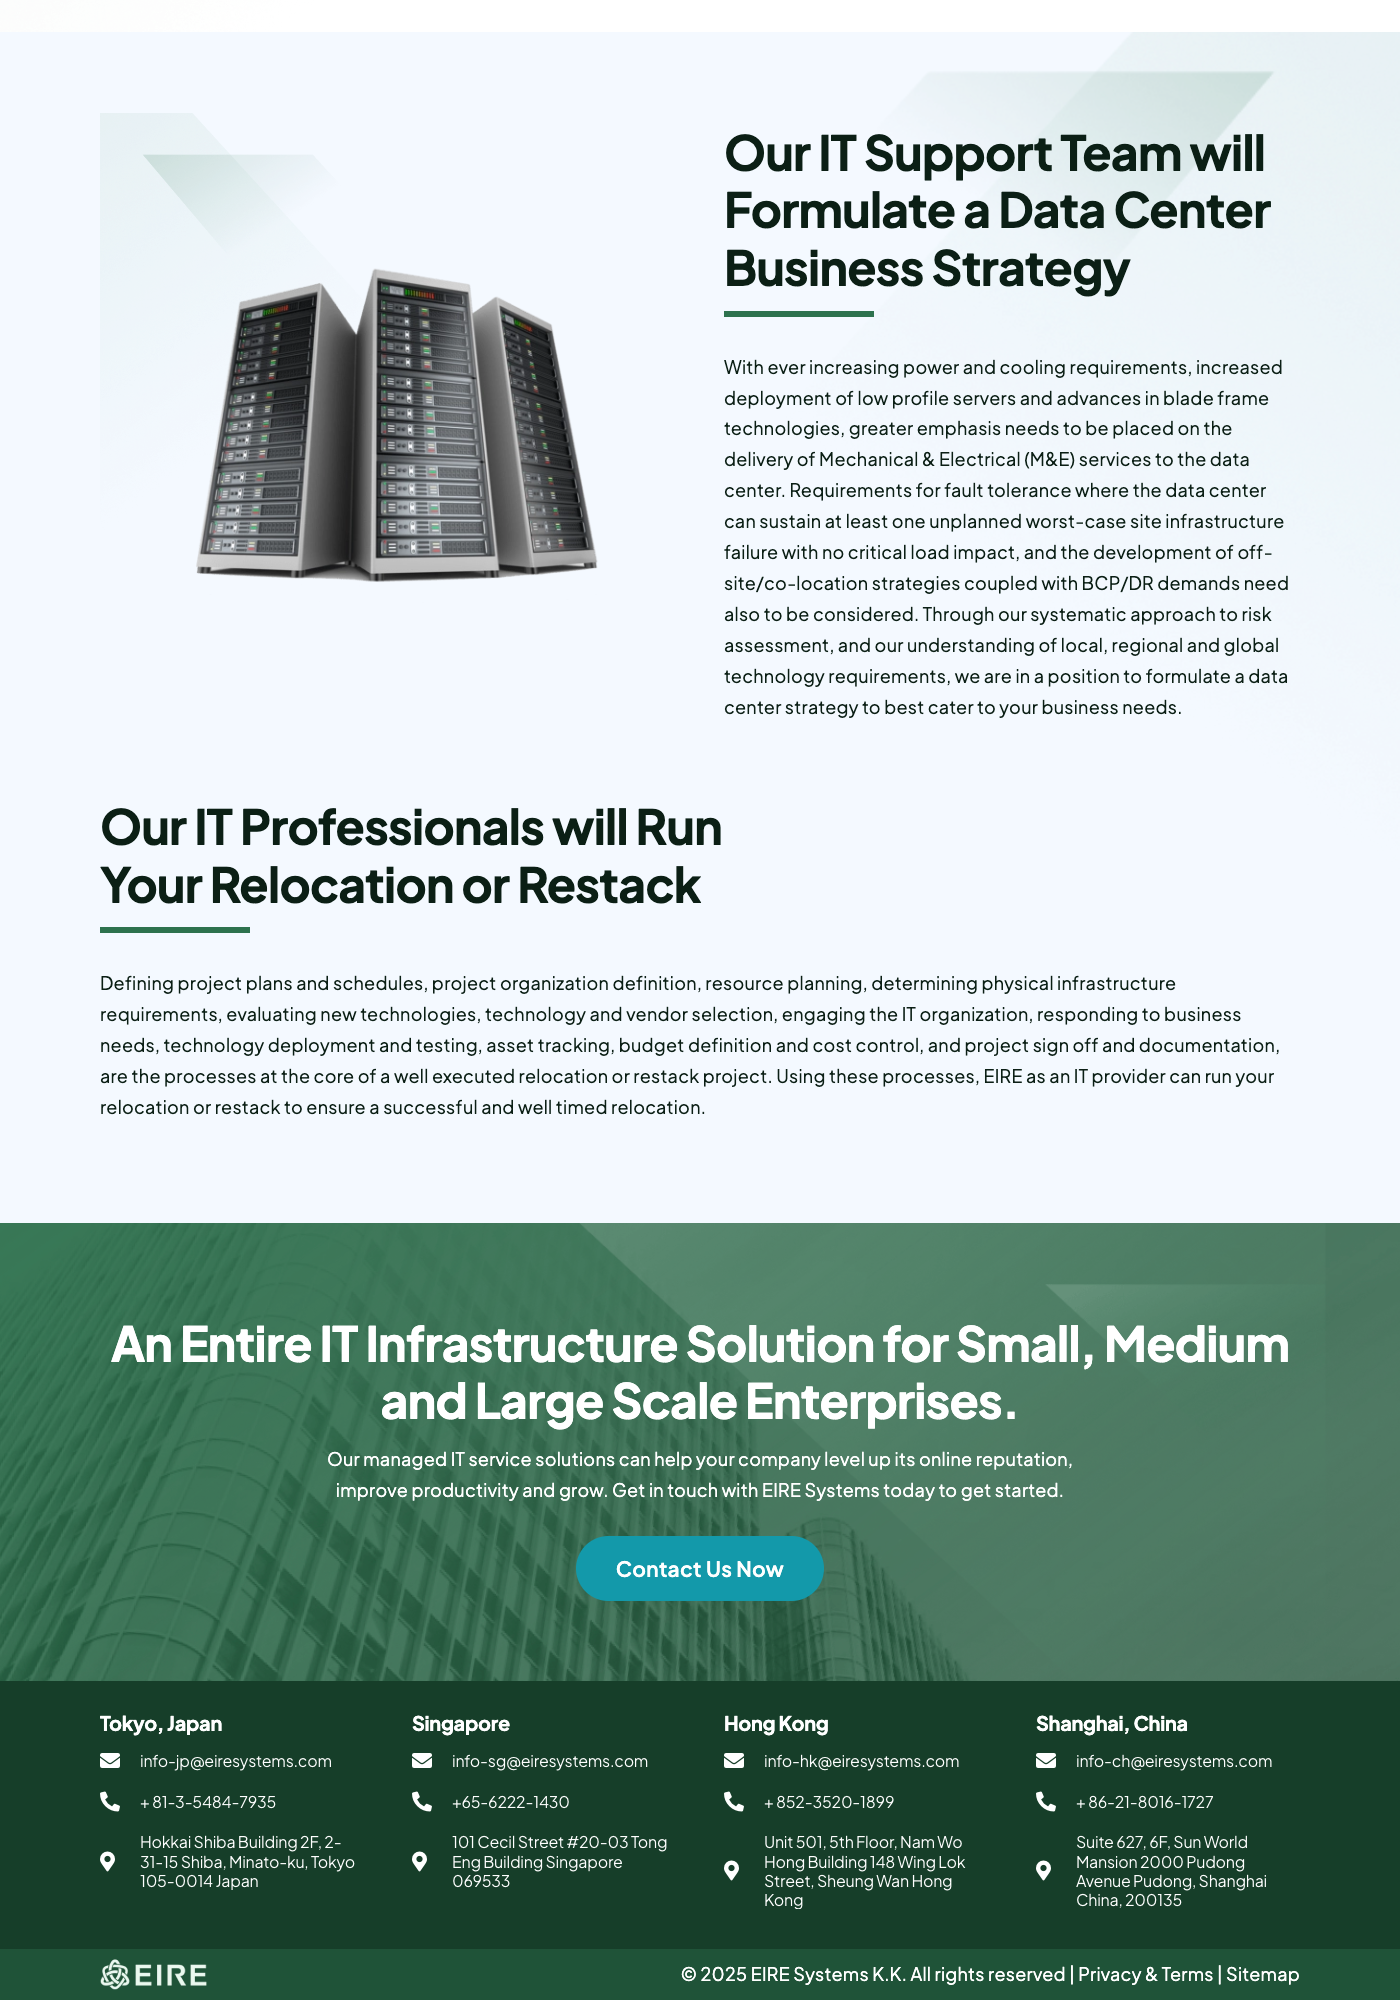 Our IT Support Team will
Formulate a Data Center
Business Strategy
With ever increasing power and cooling requirements, increased
deployment of low profile servers and advances in blade frame
technologies, greater emphasis needs to be placed on the
delivery of Mechanical & Electrical (M&E) services to the data
center. Requirements for fault tolerance where the data center
can sustain at least one unplanned worst-case site infrastructure
failure with no critical load impact, and the development of off-
site/co-location strategies coupled with BCP/DR demands need
also to be considered. Through our systematic approach to risk
assessment, and our understanding of local, regional and global
technology requirements, we are in a position to formulate a data
center strategy to best cater to your business needs.
Our IT Professionals will Run
Your Relocation or Restack
Defining project plans and schedules, project organization definition, resource planning, determining physical infrastructure
requirements, evaluating new technologies, technology and vendor selection, engaging the IT organization, responding to business
needs, technology deployment and testing, asset tracking, budget definition and cost control, and project sign off and documentation,
are the processes at the core of a well executed relocation or restack project. Using these processes, EIRE as an IT provider can run your
relocation or restack to ensure a successful and well timed relocation.
An Entire IT Infrastructure Solution for Small, Medium
and Large Scale Enterprises.
Our managed IT service solutions can help your company level up its online reputation,
improve productivity and grow. Get in touch with EIRE Systems today to get started.
Contact Us Now
Tokyo, Japan
info-jp@eiresystems.com
+ 81-3-5484-7935
Hokkai Shiba Building 2F, 2-
31-15 Shiba, Minato-ku, Tokyo
105-0014 Japan
Singapore
info-sg@eiresystems.com
+65-6222-1430
101 Cecil Street #20-03 Tong
Eng Building Singapore
069533
Hong Kong
info-hk@eiresystems.com
+ 852-3520-1899
Unit 501, 5th Floor, Nam Wo
Hong Building 148 Wing Lok
Street, Sheung Wan Hong
Kong
Shanghai, China
info-ch@eiresystems.com
+ 86-21-8016-1727
Suite 627, 6F, Sun World
Mansion 2000 Pudong
Avenue Pudong, Shanghai
China, 200135
EIRE
© 2025 EIRE Systems K.K. All rights reserved | Privacy & Terms | Sitemap